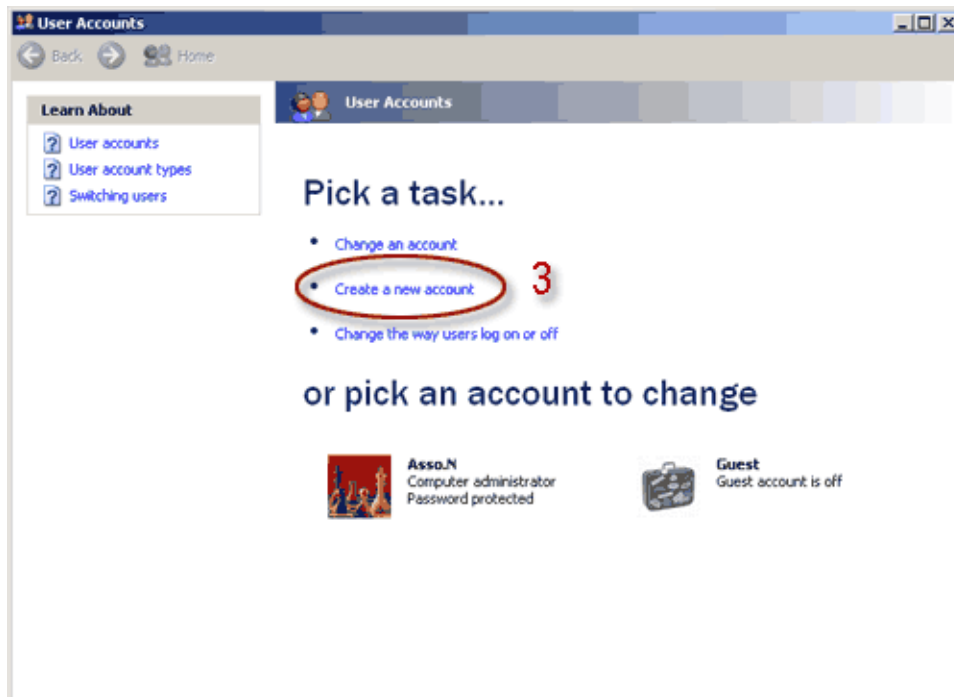 User Accounts
Back Home
Learn About
User accounts
User account types
Switching users
User Accounts
Pick a task...
Change an account
Create a new account
3
Change the way users log on or off
or pick an account to change
Asso.N
Computer administrator
Password protected
Guest
Guest account is off